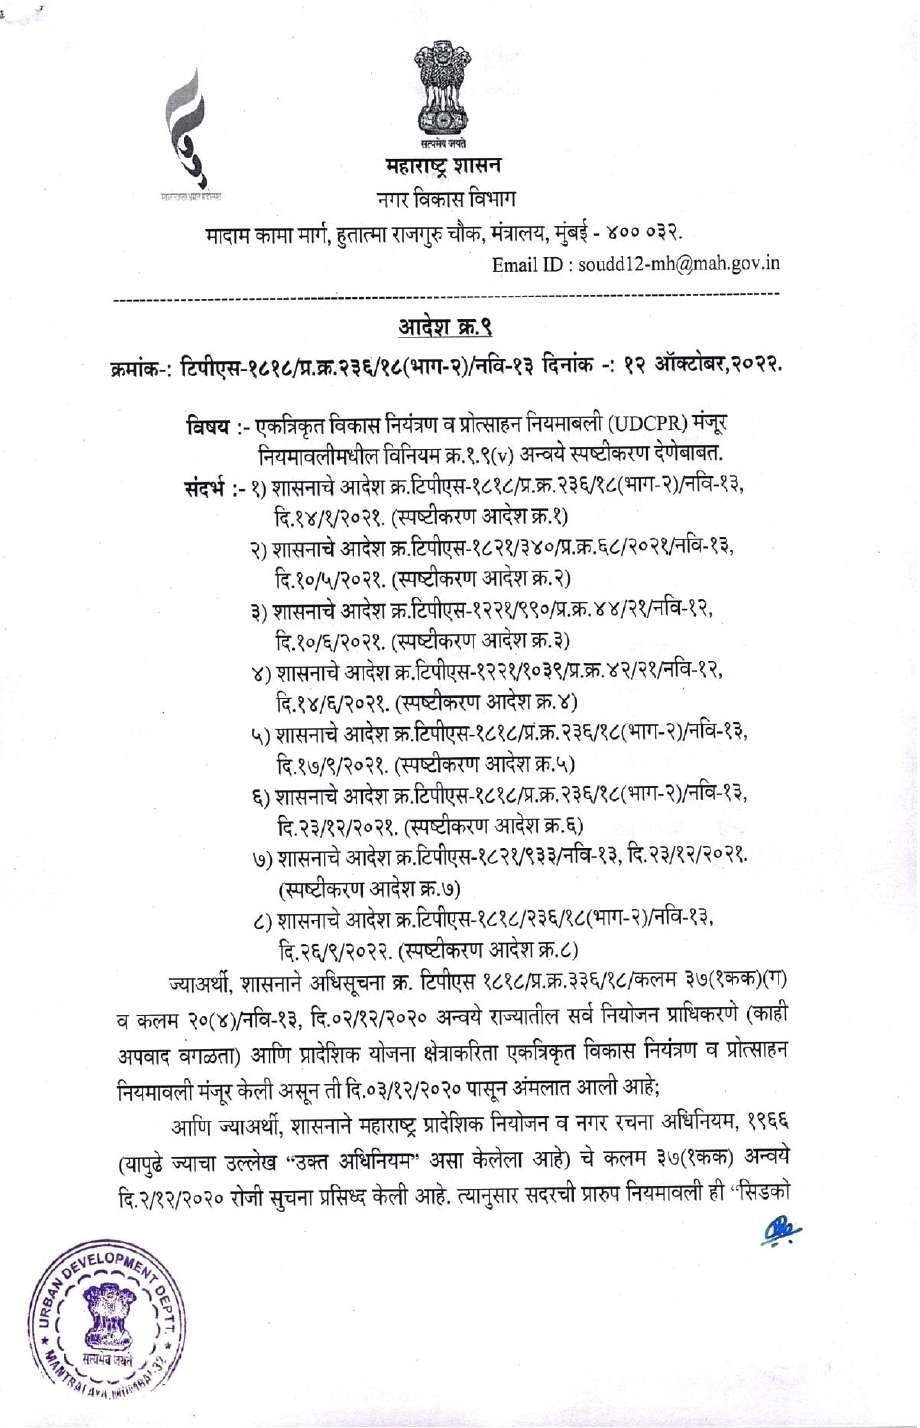 सत्यमेव जयते
महाराष्ट्र शासन
नगर विकास विभाग
मादाम कामा मार्ग, हुतात्मा राजगुरु चौक, मंत्रालय, मुंबई - ४०० ०३२.
Email ID : soudd12-mh@mah.gov.in
आदेश क्र.९
क्रमांक-: टिपीएस-१८१८/प्र.क्र.२३६/१८(भाग-२)/नवि-१३ दिनांक -: १२ ऑक्टोबर,२०२२.
विषय :- एकत्रिकृत विकास नियंत्रण व प्रोत्साहन नियमाबली (UDCPR) मंजूर
नियमावलीमधील विनियम क्र.१.९(v) अन्वये स्पष्टीकरण देणेबाबत.
संदर्भ :- १) शासनाचे आदेश क्र.टिपीएस-१८१८/प्र.क्र.२३६/१८(भाग-२)/नवि-१३,
दि.१४/१/२०२१. (स्पष्टीकरण आदेश क्र.१)
२) शासनाचे आदेश क्र.टिपीएस-१८२१/३४०/प्र.क्र.६८/२०२१/नवि-१३,
दि.१०/५/२०२१. (स्पष्टीकरण आदेश क्र.२)
३) शासनाचे आदेश क्र.टिपीएस-१२२१/९९०/प्र.क्र.४४/२१/नवि-१२,
दि.१०/६/२०२१. (स्पष्टीकरण आदेश क्र.३)
४) शासनाचे आदेश क्र.टिपीएस-१२२१/१०३९/प्र.क्र.४२/२१/नवि-१२,
दि.१४/६/२०२१. (स्पष्टीकरण आदेश क्र.४)
५) शासनाचे आदेश क्र.टिपीएस-१८१८/प्र.क्र.२३६/१८(भाग-२)/नवि-१३,
दि.१७/९/२०२१. (स्पष्टीकरण आदेश क्र.५)
६) शासनाचे आदेश क्र.टिपीएस-१८१८/प्र.क्र.२३६/१८(भाग-२)/नवि-१३,
दि.२३/१२/२०२१. (स्पष्टीकरण आदेश क्र.६)
७) शासनाचे आदेश क्र.टिपीएस-१८२१/९३३/नवि-१३, दि.२३/१२/२०२१.
(स्पष्टीकरण आदेश क्र.७)
८) शासनाचे आदेश क्र.टिपीएस-१८१८/२३६/१८(भाग-२)/नवि-१३,
दि.२६/९/२०२२. (स्पष्टीकरण आदेश क्र.८)
ज्याअर्थी, शासनाने अधिसूचना क्र. टिपीएस १८१८/प्र.क्र.३३६/१८/कलम ३७(१कक)(ग)
व कलम २०(४)/नवि-१३, दि.०२/१२/२०२० अन्वये राज्यातील सर्व नियोजन प्राधिकरणे (काही
अपवाद वगळता) आणि प्रादेशिक योजना क्षेत्राकरिता एकत्रिकृत विकास नियंत्रण व प्रोत्साहन
नियमावली मंजूर केली असून ती दि.०३/१२/२०२० पासून अंमलात आली आहे;
आणि ज्याअर्थी, शासनाने महाराष्ट्र प्रादेशिक नियोजन व नगर रचना अधिनियम, १९६६
(यापुढे ज्याचा उल्लेख "उक्त अधिनियम" असा केलेला आहे) चे कलम ३७(१कक) अन्वये
दि.२/१२/२०२० रोजी सुचना प्रसिध्द केली आहे. त्यानुसार सदरची प्रारुप नियमावली ही "सिडको
URBAN DEVELOPMENT DEPTT.
सत्यमेव जयते
MANTRALAYA, MUMBAI-32